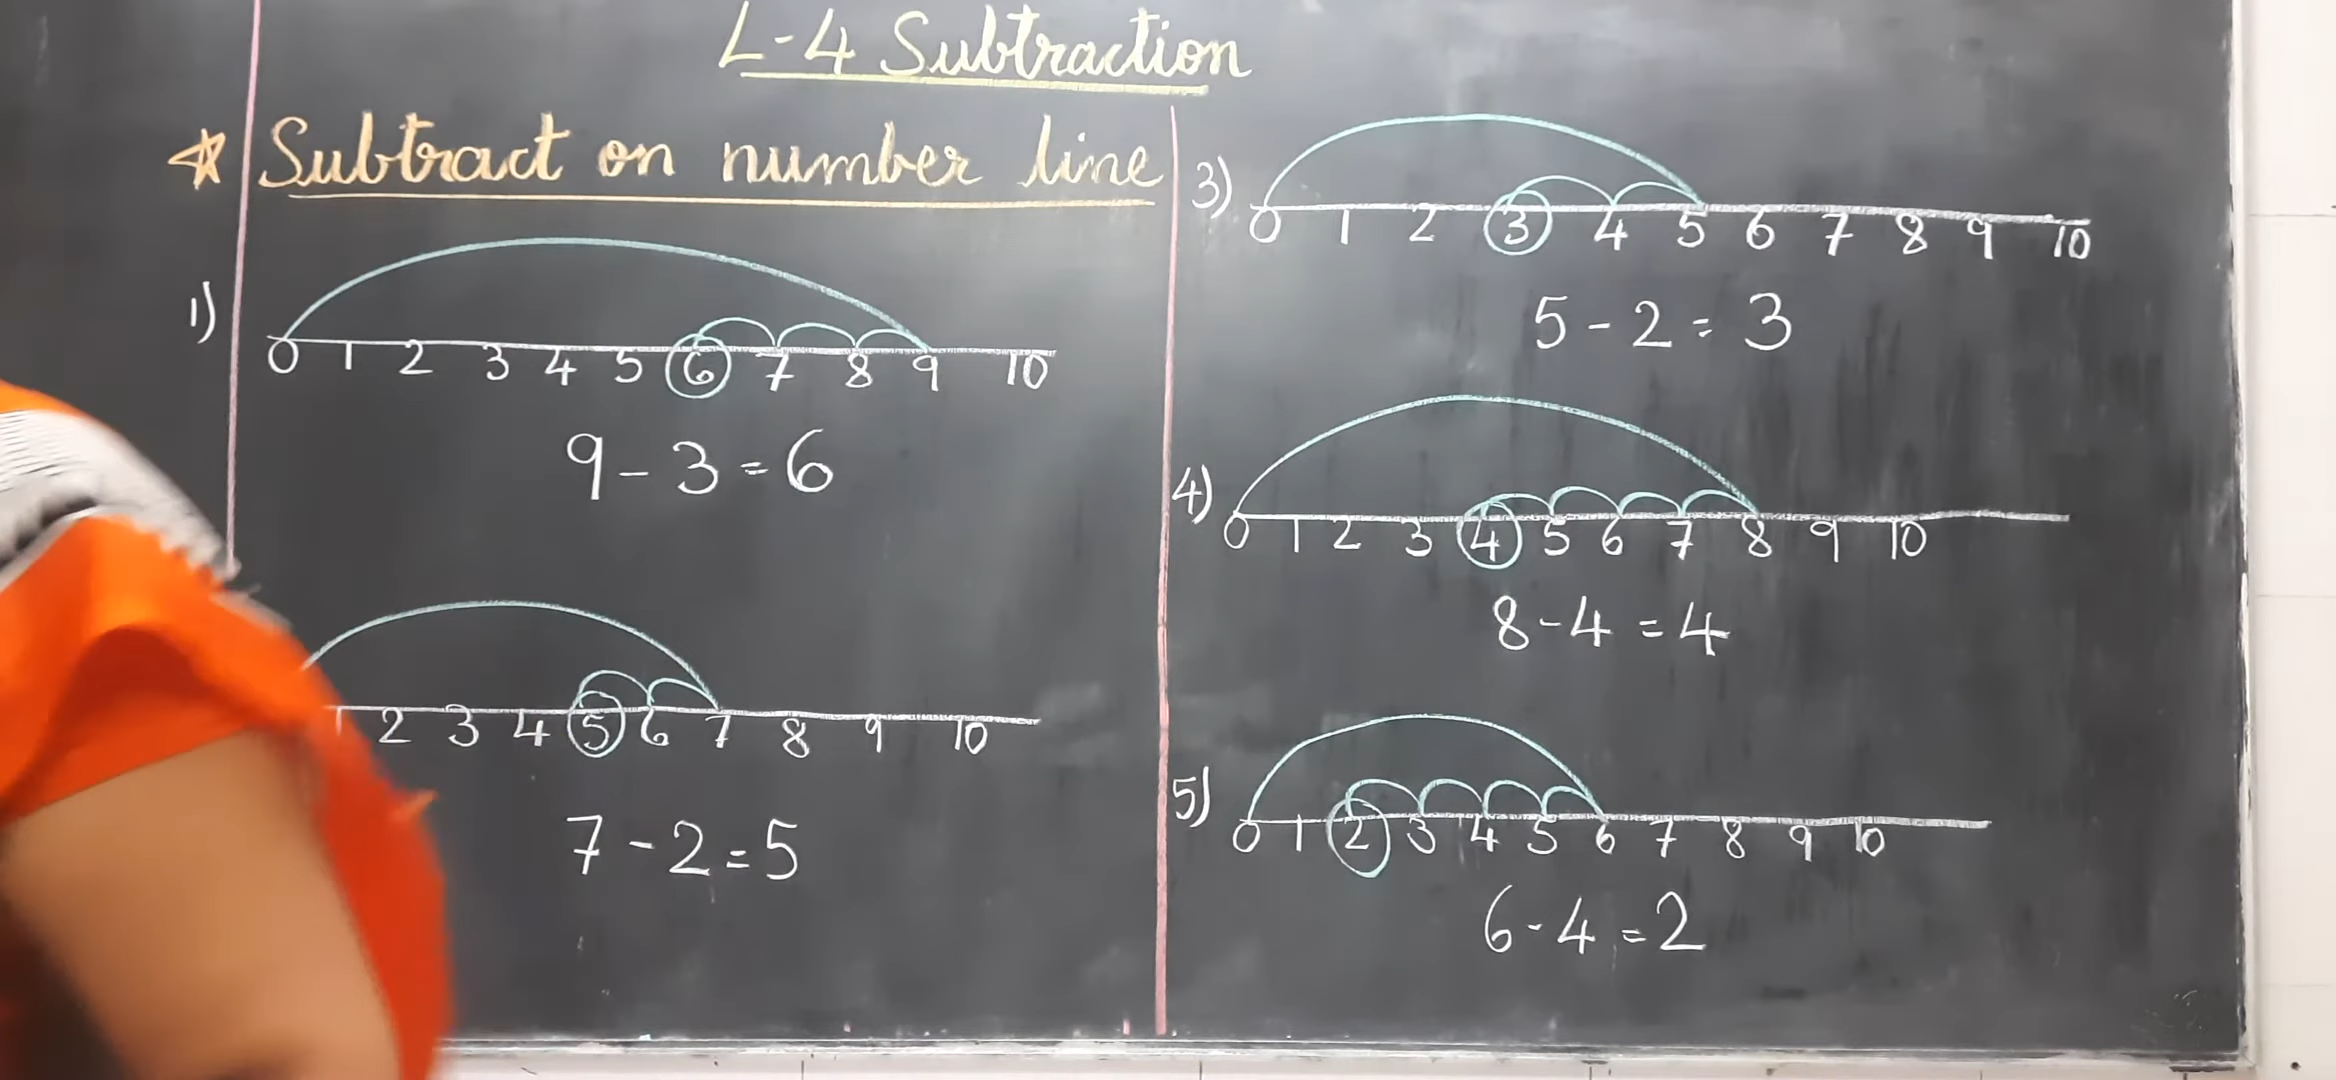 L-4 Subtraction
☆ Subtract on number line
1)
0 1 2 3 4 5 6 7 8 9 10
9 - 3 = 6
1 2 3 4 5 6 7 8 9 10
7 - 2 = 5
3)
0 1 2 3 4 5 6 7 8 9 10
5 - 2 = 3
4)
0 1 2 3 4 5 6 7 8 9 10
8 - 4 = 4
5)
0 1 2 3 4 5 6 7 8 9 10
6 - 4 = 2